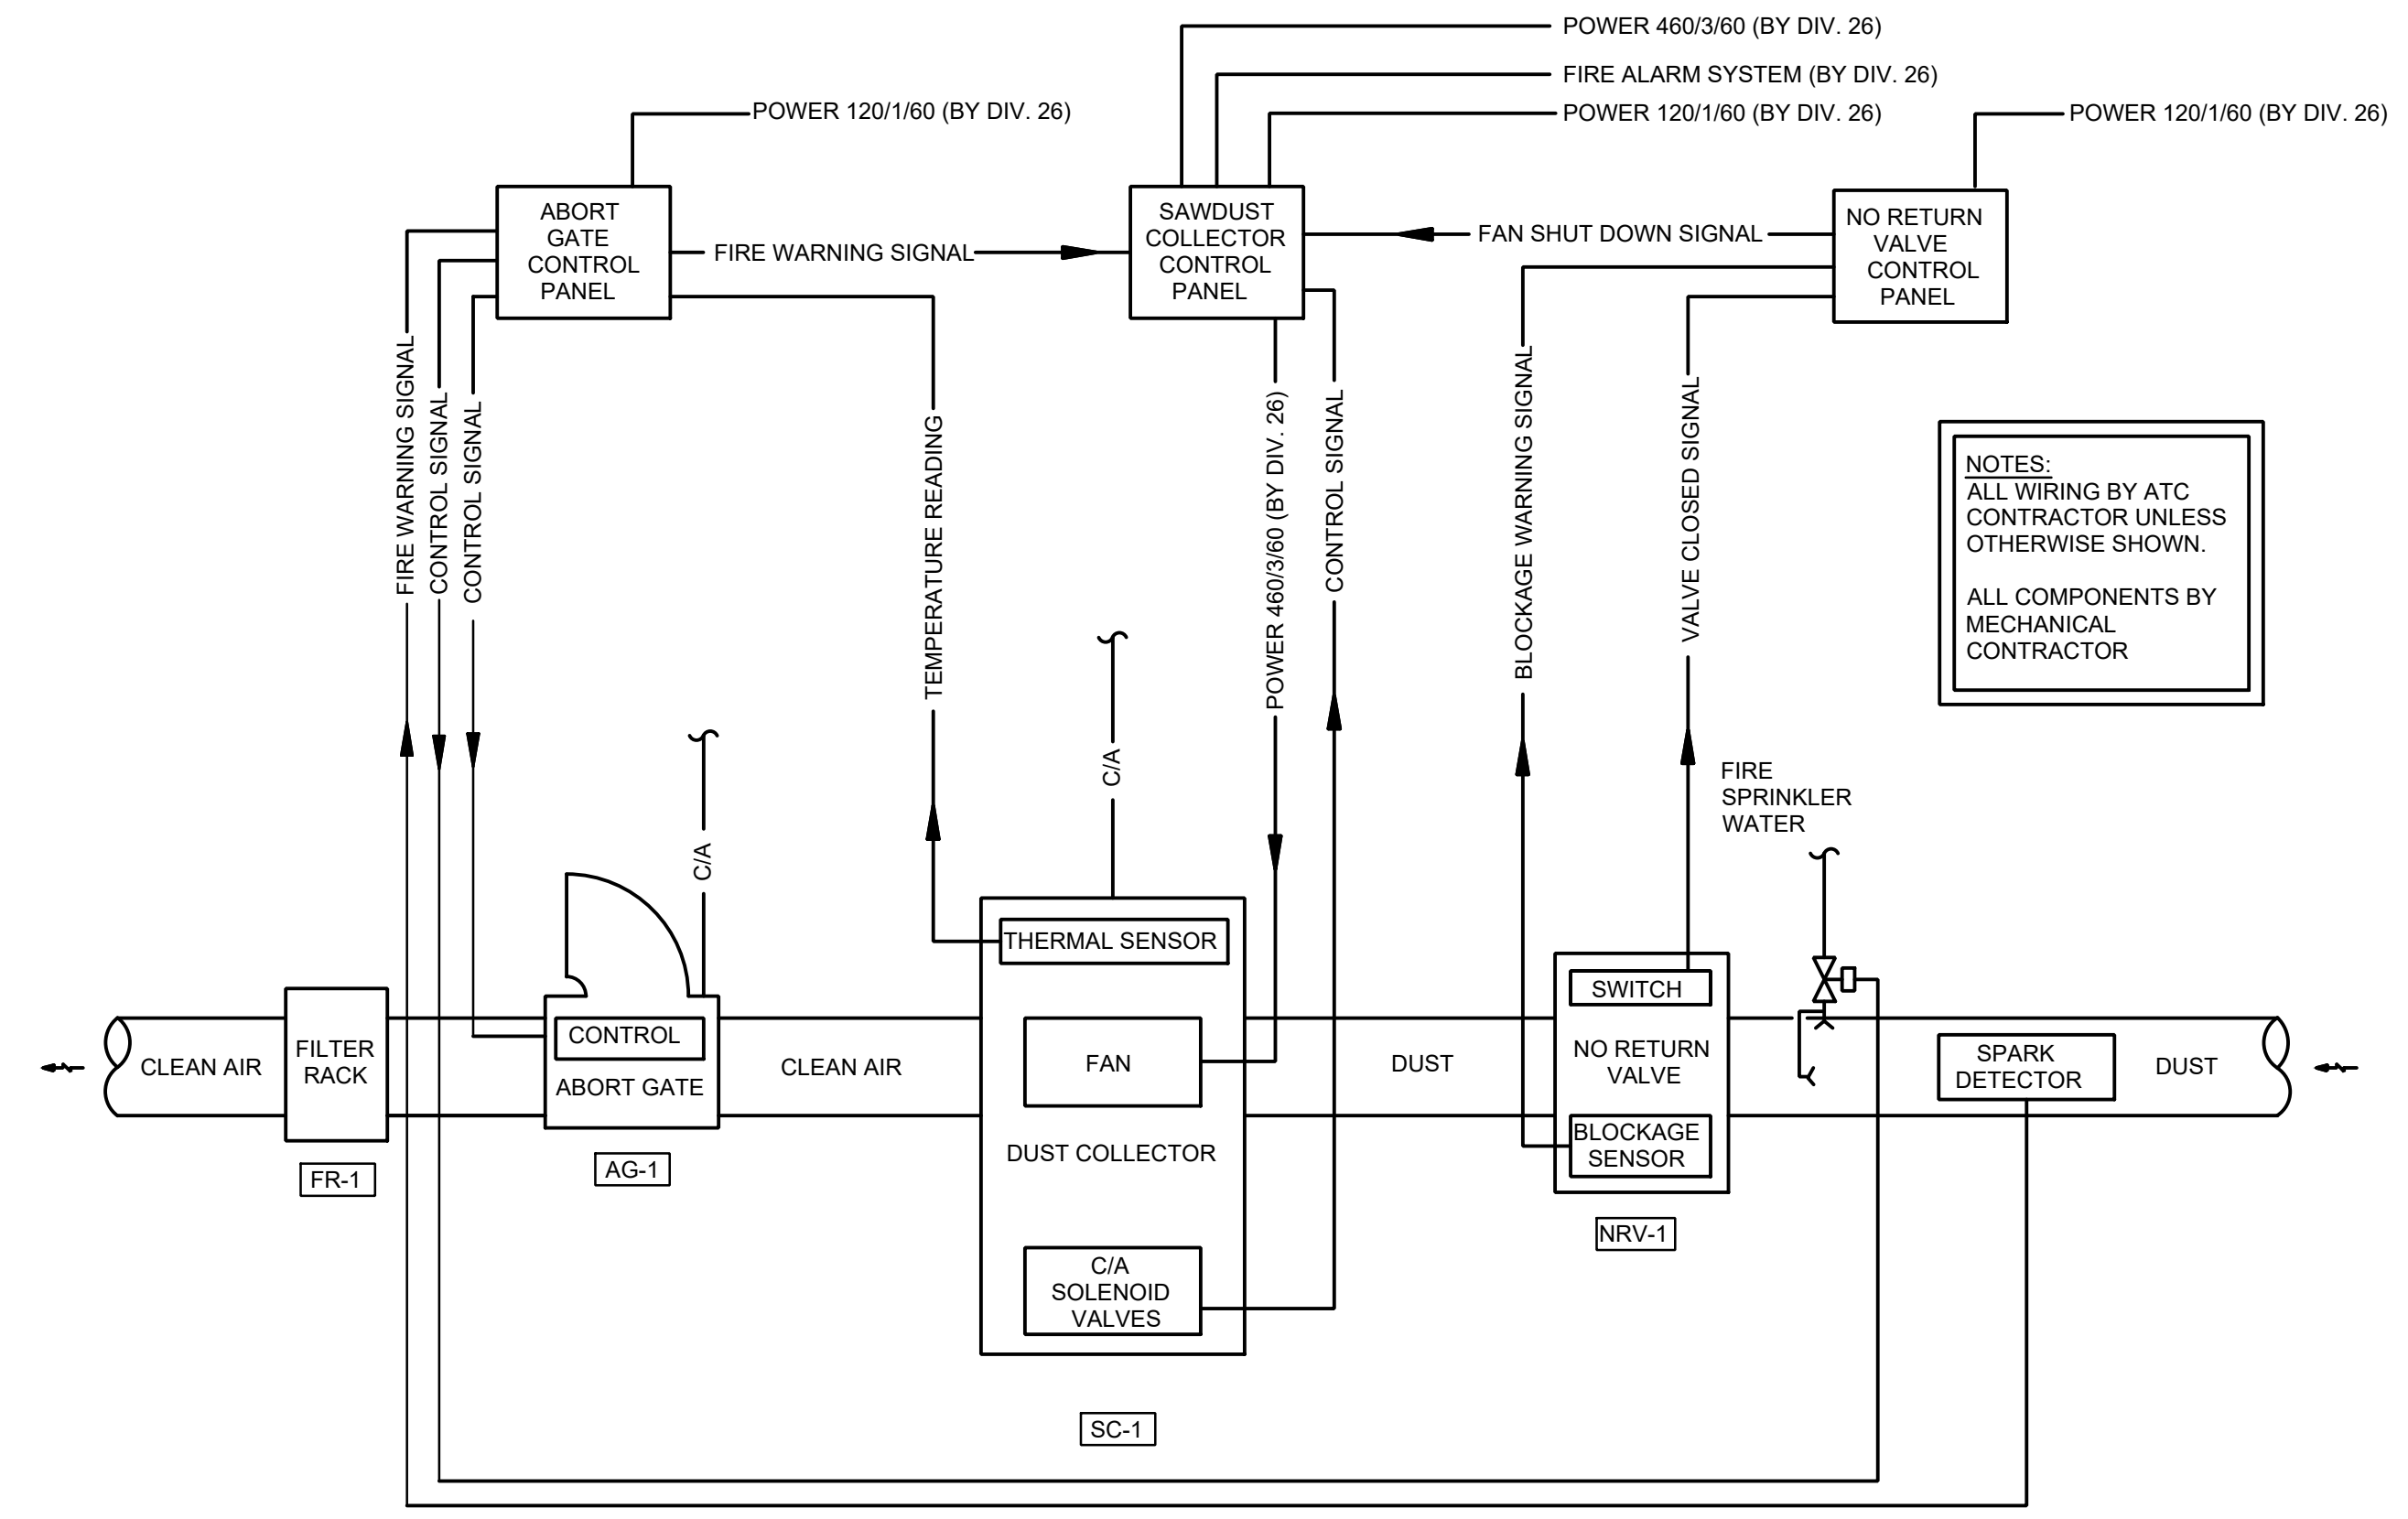 POWER 460/3/60 (BY DIV. 26)
FIRE ALARM SYSTEM (BY DIV. 26)
POWER 120/1/60 (BY DIV. 26)
POWER 120/1/60 (BY DIV. 26)
POWER 120/1/60 (BY DIV. 26)
ABORT
GATE
CONTROL
PANEL
FIRE WARNING SIGNAL
SAWDUST
COLLECTOR
CONTROL
PANEL
FAN SHUT DOWN SIGNAL
NO RETURN
VALVE
CONTROL
PANEL
FIRE WARNING SIGNAL
CONTROL SIGNAL
CONTROL SIGNAL
TEMPERATURE READING
C/A
C/A
POWER 460/3/60 (BY DIV. 26)
CONTROL SIGNAL
BLOCKAGE WARNING SIGNAL
VALVE CLOSED SIGNAL
NOTES:
ALL WIRING BY ATC
CONTRACTOR UNLESS
OTHERWISE SHOWN.
ALL COMPONENTS BY
MECHANICAL
CONTRACTOR
FIRE
SPRINKLER
WATER
CLEAN AIR
FILTER
RACK
FR-1
CONTROL
ABORT GATE
AG-1
CLEAN AIR
THERMAL SENSOR
FAN
DUST COLLECTOR
C/A
SOLENOID
VALVES
SC-1
DUST
SWITCH
NO RETURN
VALVE
BLOCKAGE
SENSOR
NRV-1
SPARK
DETECTOR
DUST